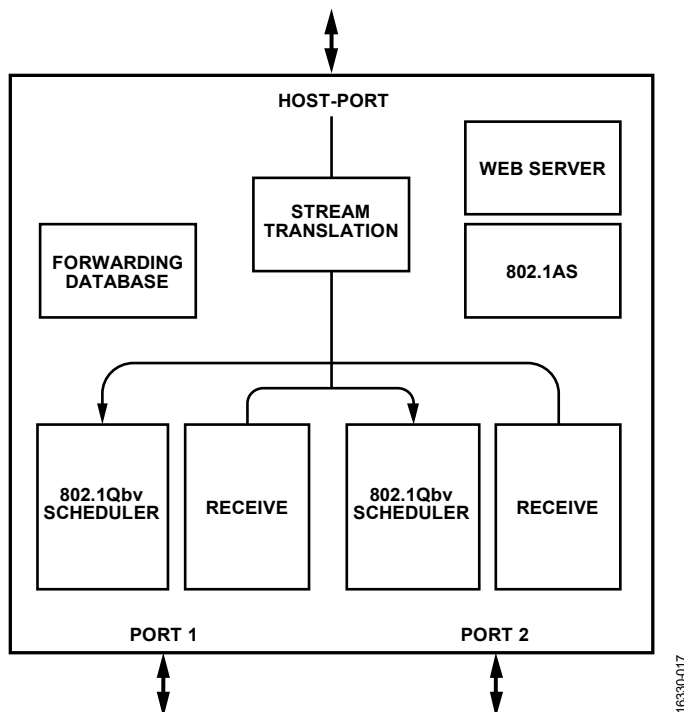 HOST-PORT
WEB SERVER
STREAM
TRANSLATION
FORWARDING
DATABASE
802.1AS
802.1Qbv
SCHEDULER
RECEIVE
802.1Qbv
SCHEDULER
RECEIVE
PORT 1
PORT 2
16330-017